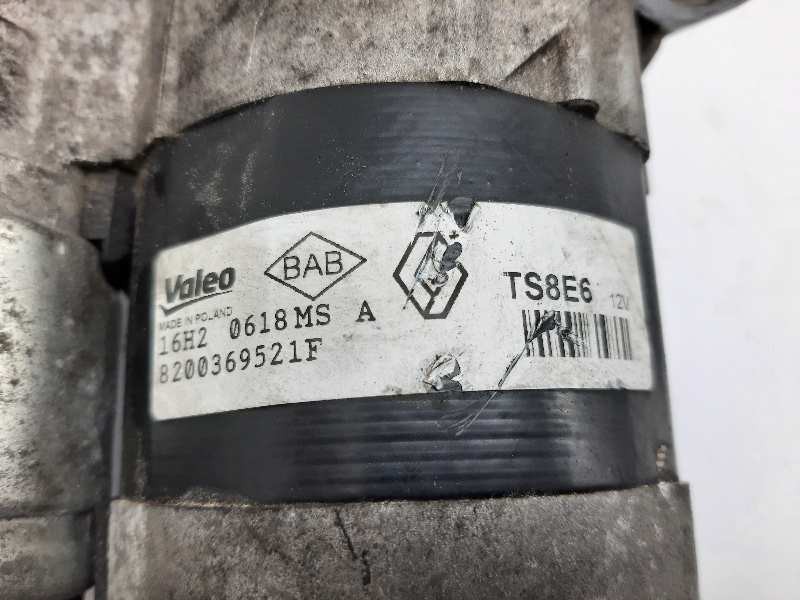 Valeo
MADE IN POLAND
BAB
TS8E6 12V
16H2 0618MS A
8200369521F